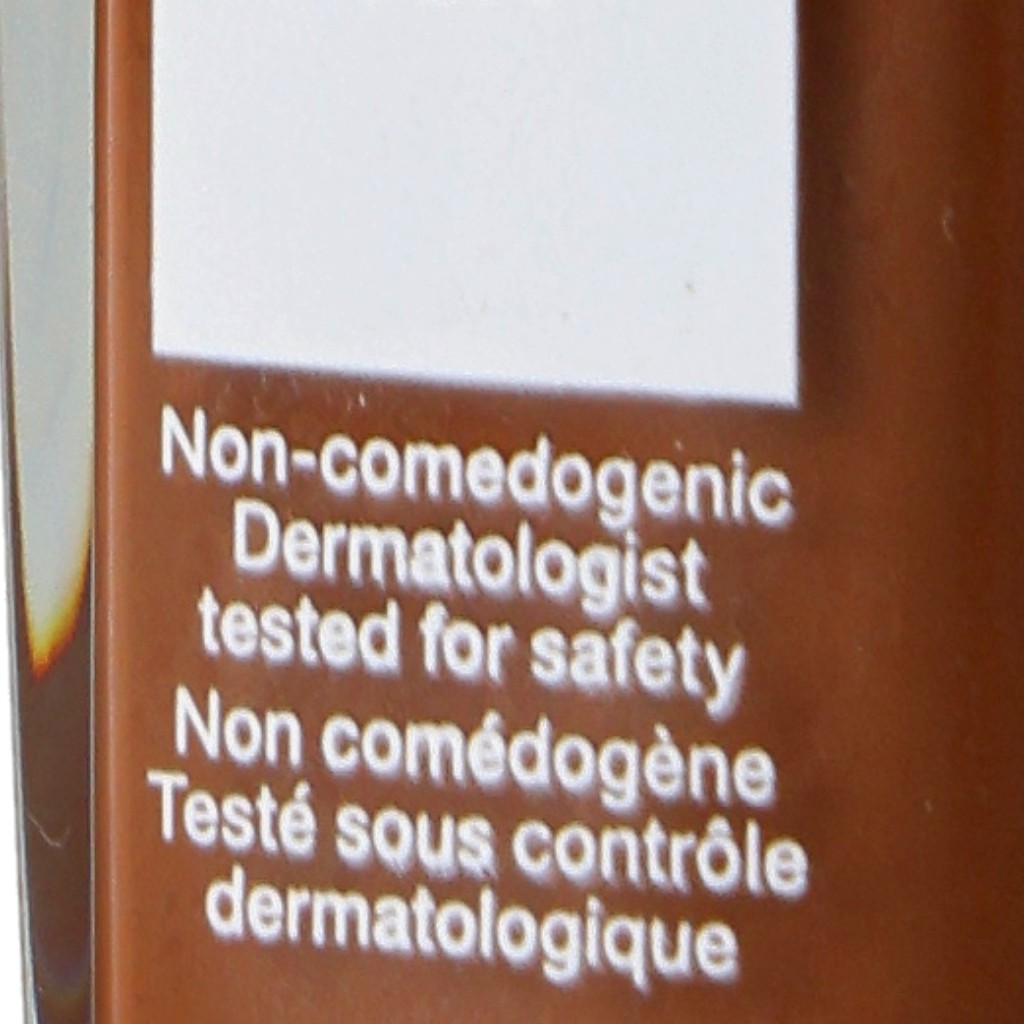 Non-comedogenic
Dermatologist
tested for safety
Non comédogène
Testé sous contrôle
dermatologique